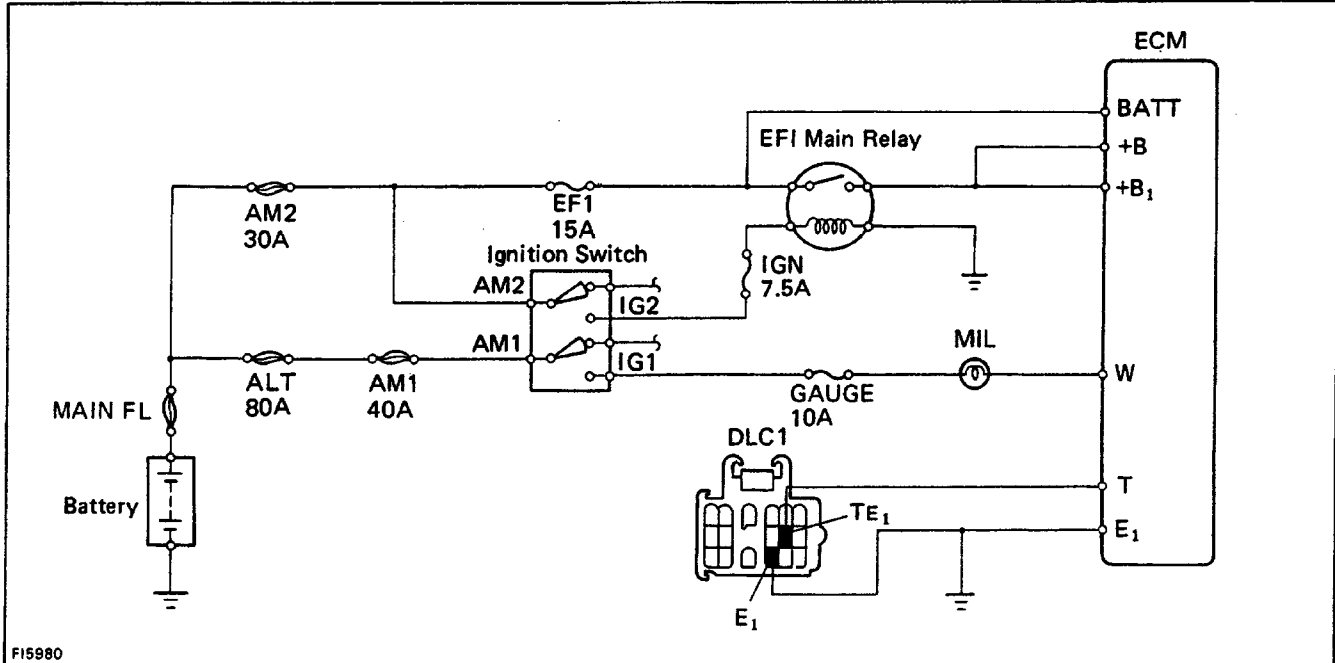 ECM
BATT
EFI Main Relay
+B
+B₁
AM2
30A
EF1
15A
Ignition Switch
AM2
IG2
IGN
7.5A
AM1
IG1
MIL
W
ALT
80A
AM1
40A
GAUGE
10A
MAIN FL
DLC1
Battery
T
TE₁
E₁
E₁
FI5980